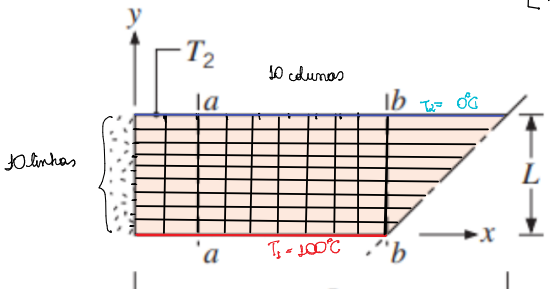 y
T₂
10 colunas
a
b
T₂= 0°C
10 linhas
L
T₁ = 100°C
x
a
b